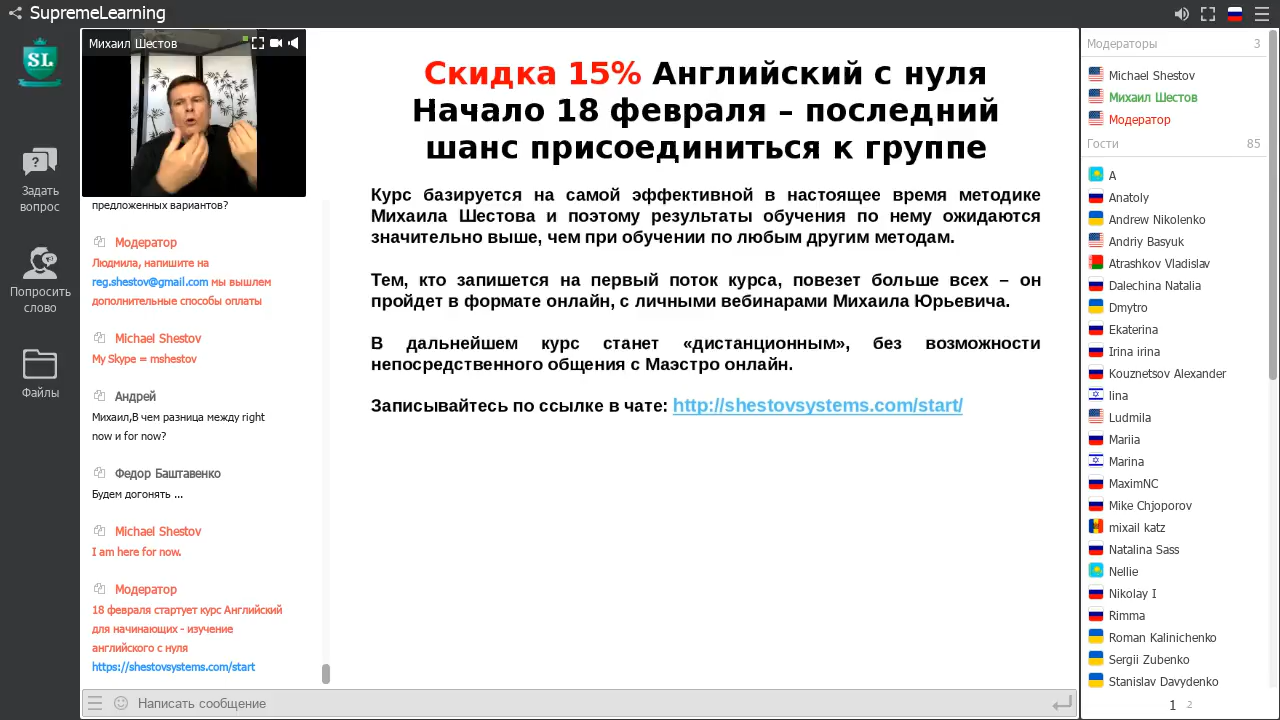 SupremeLearning
Михаил Шестов
SL
Задать
вопрос
Попросить
слово
Файлы
предложенных вариантов?
Модератор
Людмила, напишите на
reg.shestov@gmail.com мы вышлем
дополнительные способы оплаты
Michael Shestov
My Skype = mshestov
Андрей
Михаил,В чем разница между right
now и for now?
Федор Баштавенко
Будем догонять ...
Michael Shestov
I am here for now.
Модератор
18 февраля стартует курс Английский
для начинающих - изучение
английского с нуля
https://shestovsystems.com/start
Написать сообщение
Скидка 15% Английский с нуля
Начало 18 февраля – последний
шанс присоединиться к группе
Курс базируется на самой эффективной в настоящее время методике
Михаила Шестова и поэтому результаты обучения по нему ожидаются
значительно выше, чем при обучении по любым другим методам.
Тем, кто запишется на первый поток курса, повезет больше всех – он
пройдет в формате онлайн, с личными вебинарами Михаила Юрьевича.
В дальнейшем курс станет «дистанционным», без возможности
непосредственного общения с Маэстро онлайн.
Записывайтесь по ссылке в чате: http://shestovsystems.com/start/
Модераторы 3
Michael Shestov
Михаил Шестов
Модератор
Гости 85
A
Anatoly
Andrew Nikolenko
Andriy Basyuk
Atrashkov Vladislav
Dalechina Natalia
Dmytro
Ekaterina
Irina irina
Kouznetsov Alexander
lina
Ludmila
Mariia
Marina
MaximNC
Mike Chjoporov
mixail katz
Natalina Sass
Nellie
Nikolay I
Rimma
Roman Kalinichenko
Sergii Zubenko
Stanislav Davydenko
1 2